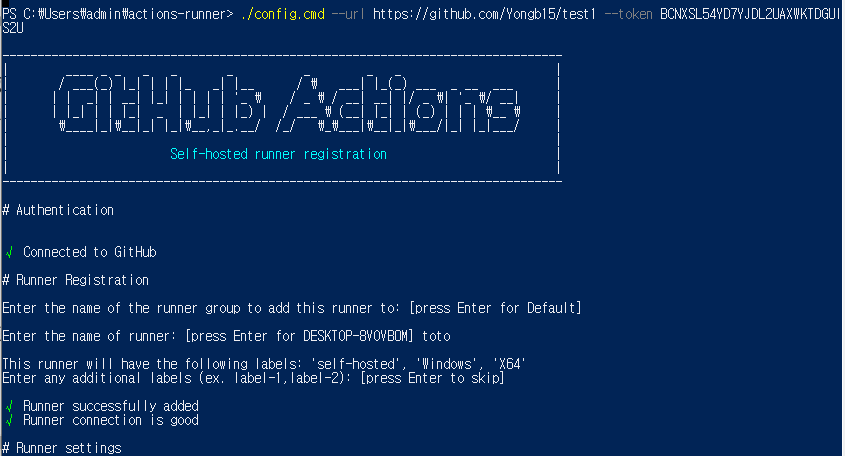 PS C:₩Users₩admin₩actions-runner> ./config.cmd --url https://github.com/Yongb15/test1 --token BCNXSL54YD7YJDL2UAXWKTDGUI
S2U
GitHub Actions
Self-hosted runner registration
# Authentication
√ Connected to GitHub
# Runner Registration
Enter the name of the runner group to add this runner to: [press Enter for Default]
Enter the name of runner: [press Enter for DESKTOP-8VOVBOM] toto
This runner will have the following labels: 'self-hosted', 'Windows', 'X64'
Enter any additional labels (ex. label-1,label-2): [press Enter to skip]
√ Runner successfully added
√ Runner connection is good
# Runner settings